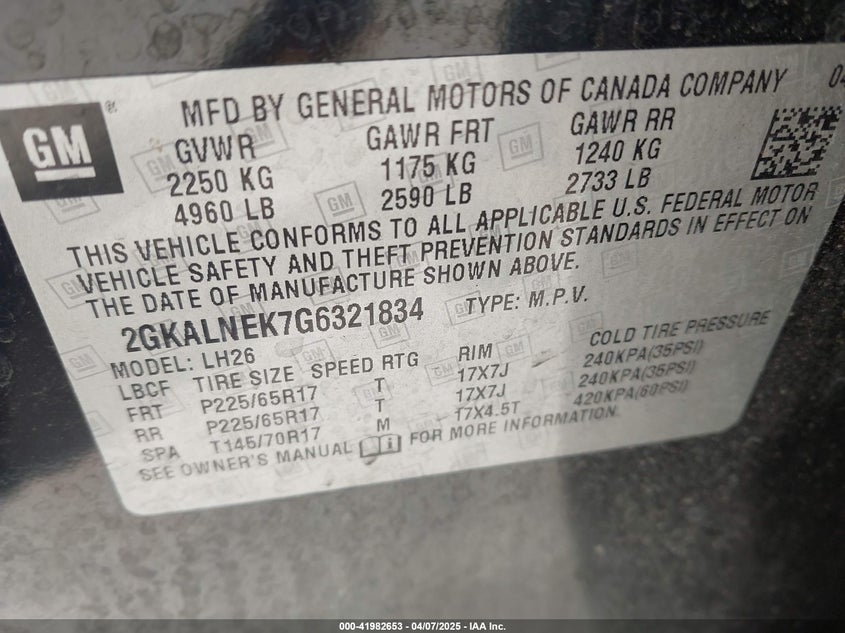 MFD BY GENERAL MOTORS OF CANADA COMPANY 04
GM ®
GVWR GAWR FRT GAWR RR
2250 KG 1175 KG 1240 KG
4960 LB 2590 LB 2733 LB
THIS VEHICLE CONFORMS TO ALL APPLICABLE U.S. FEDERAL MOTOR
VEHICLE SAFETY AND THEFT PREVENTION STANDARDS IN EFFECT ON
THE DATE OF MANUFACTURE SHOWN ABOVE.
2GKALNEK7G6321834 TYPE: M.P.V.
MODEL: LH26
LBCF TIRE SIZE SPEED RTG RIM COLD TIRE PRESSURE
FRT P225/65R17 T 17X7J 240KPA(35PSI)
RR P225/65R17 T 17X7J 240KPA(35PSI)
SPA T145/70R17 M 17X4.5T 420KPA(60PSI)
SEE OWNER'S MANUAL FOR MORE INFORMATION.
000-41982653 - 04/07/2025 - IAA Inc.